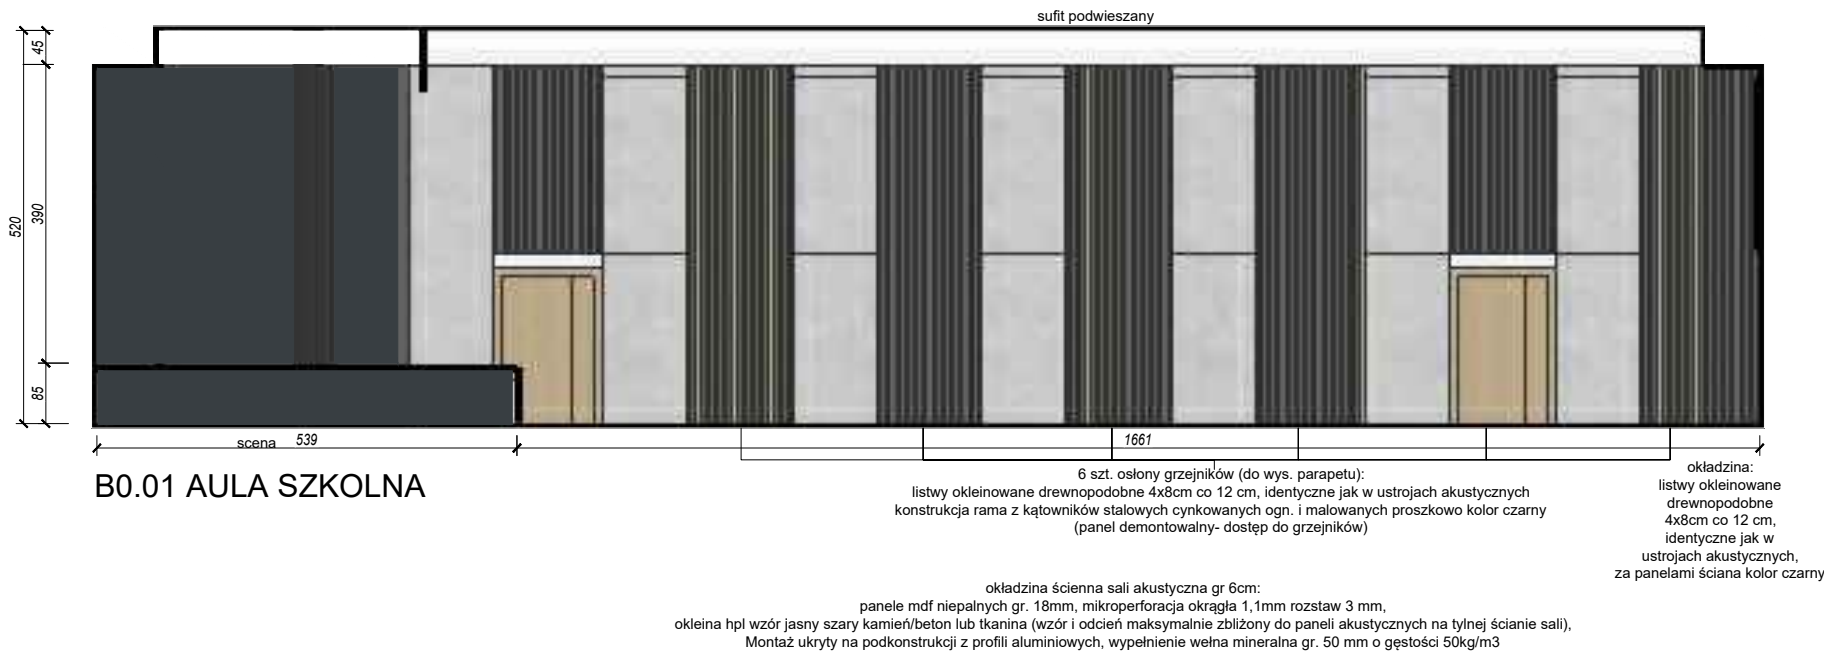 sufit podwieszany
45
520
390
85
scena 539
1661
B0.01 AULA SZKOLNA
6 szt. osłony grzejników (do wys. parapetu):
listwy okleinowane drewnopodobne 4x8cm co 12 cm, identyczne jak w ustrojach akustycznych
konstrukcja rama z kątowników stalowych cynkowanych ogn. i malowanych proszkowo kolor czarny
(panel demontowalny- dostęp do grzejników)
okładzina:
listwy okleinowane
drewnopodobne
4x8cm co 12 cm,
identyczne jak w
ustrojach akustycznych,
za panelami ściana kolor czarny
okładzina ścienna sali akustyczna gr 6cm:
panele mdf niepalnych gr. 18mm, mikroperforacja okrągła 1,1mm rozstaw 3 mm,
okleina hpl wzór jasny szary kamień/beton lub tkanina (wzór i odcień maksymalnie zbliżony do paneli akustycznych na tylnej ścianie sali),
Montaż ukryty na podkonstrukcji z profili aluminiowych, wypełnienie wełna mineralna gr. 50 mm o gęstości 50kg/m3